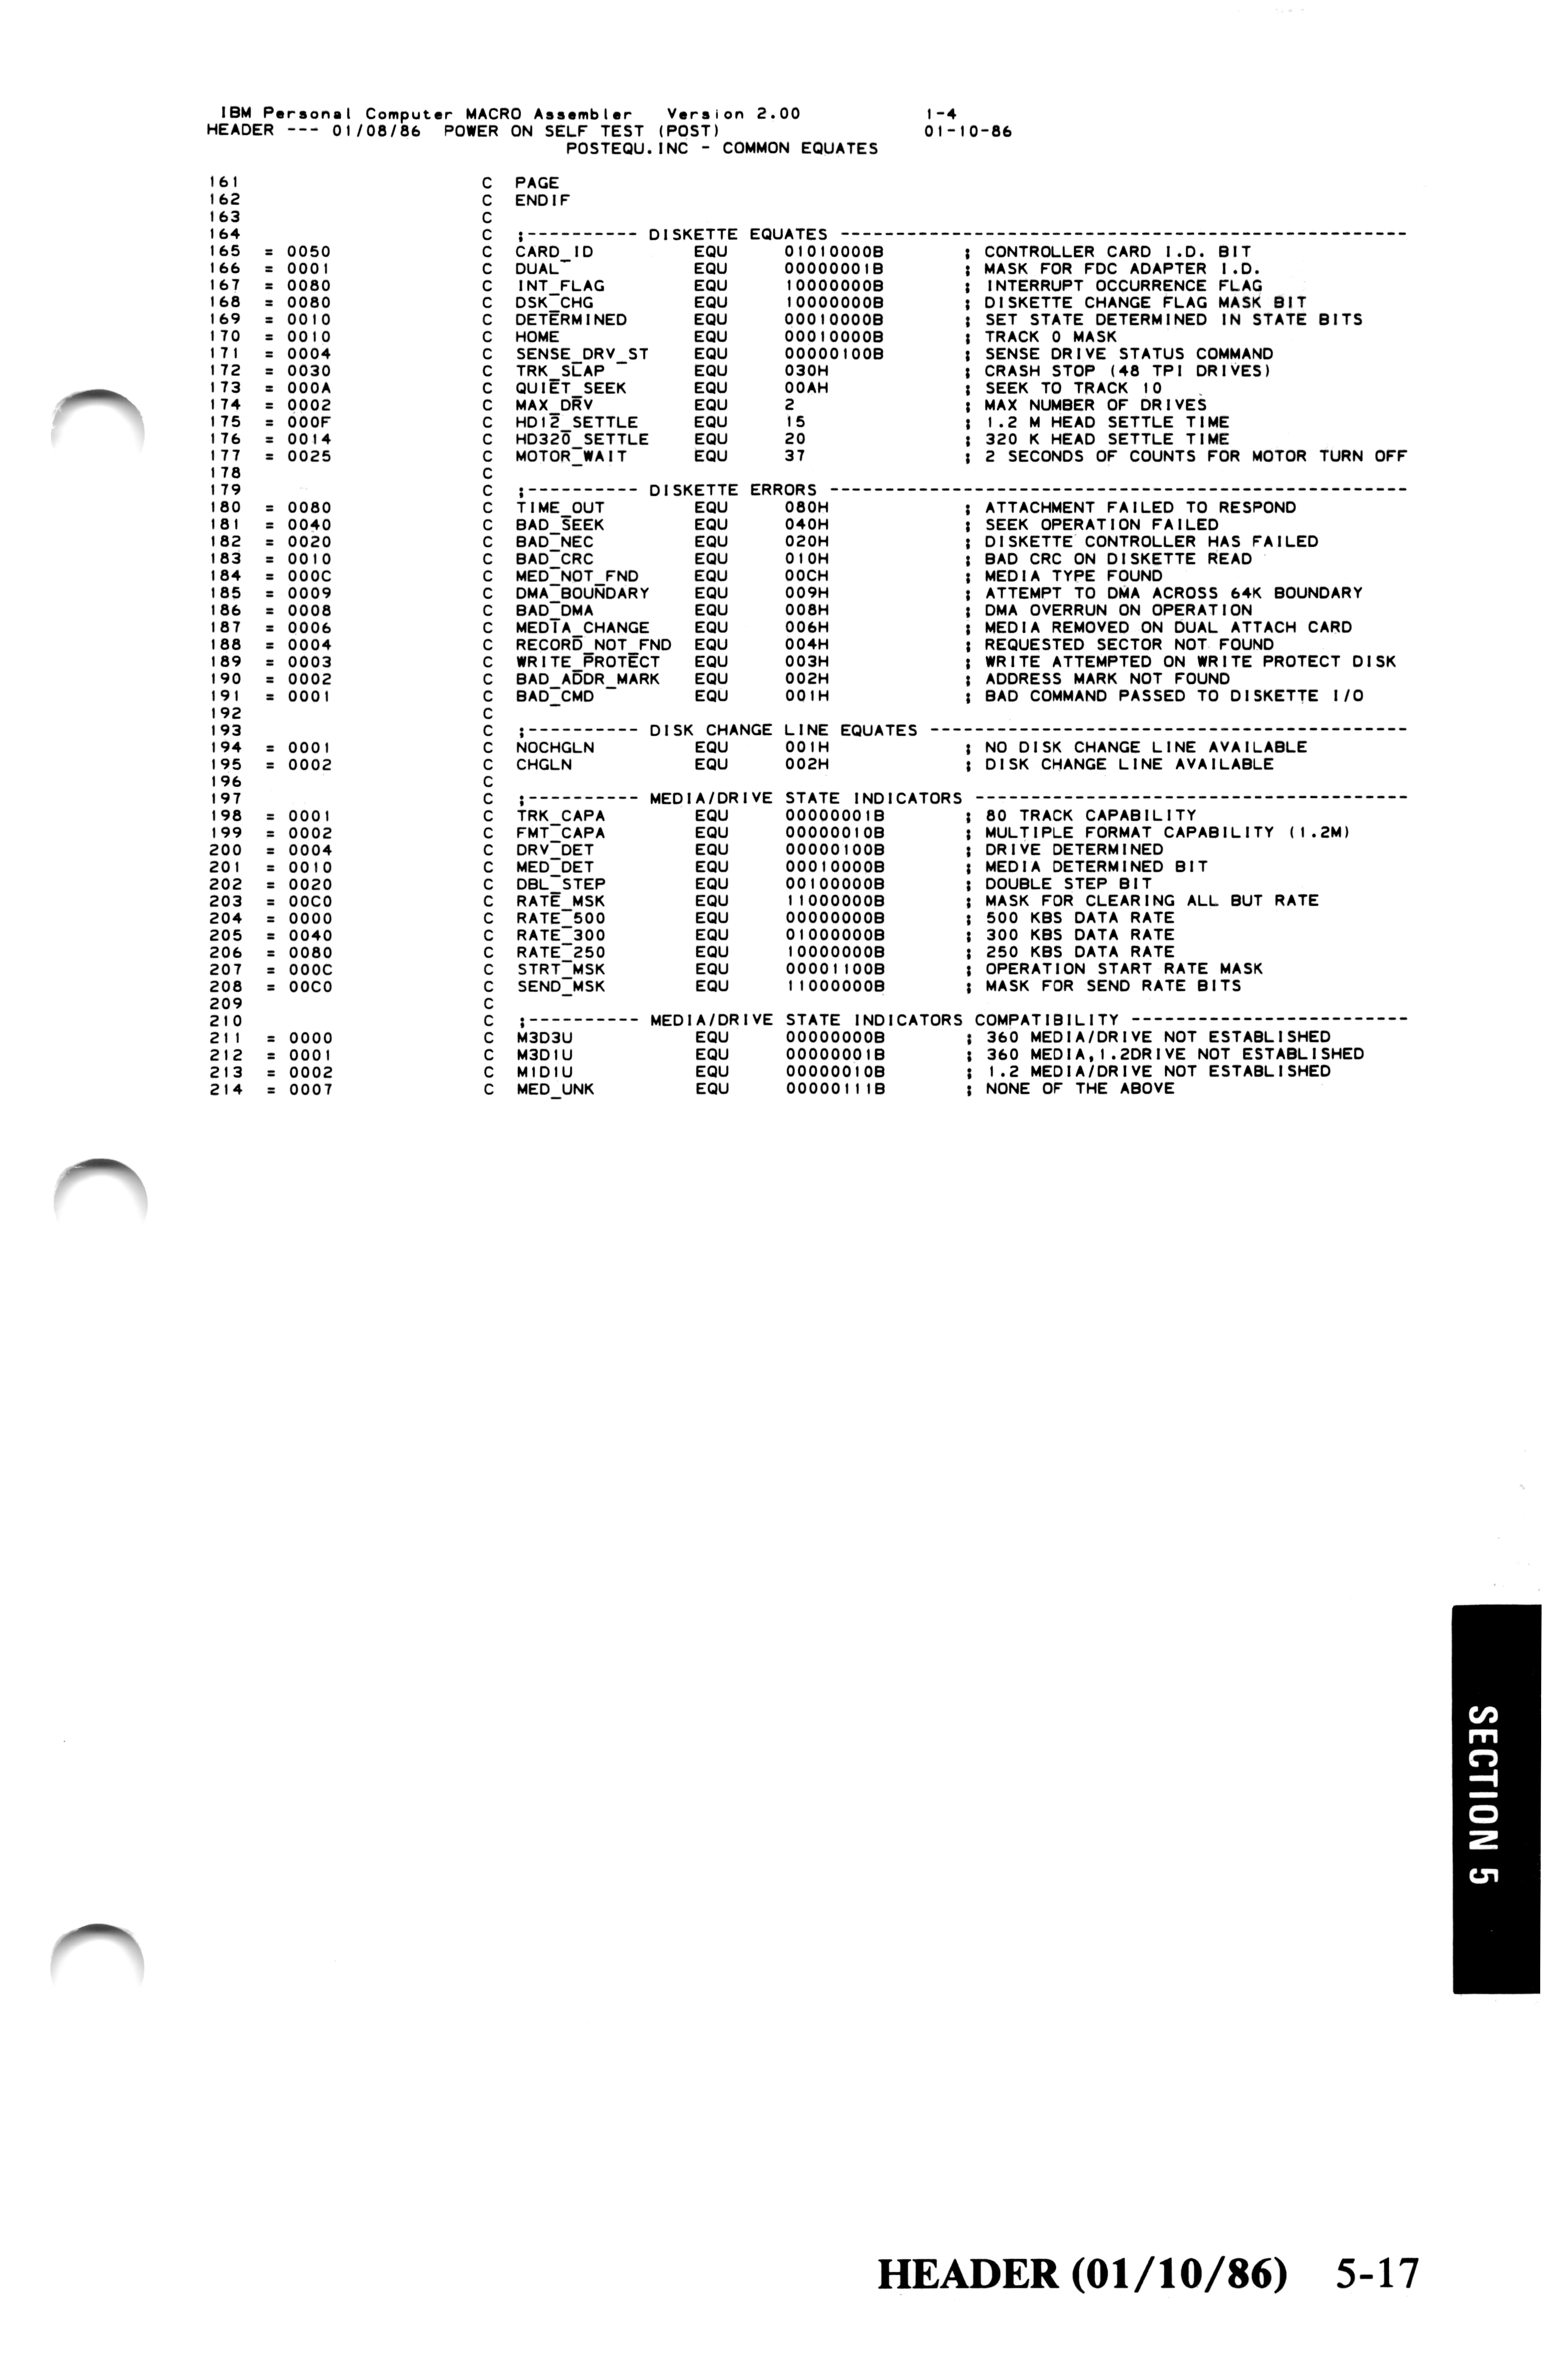 IBM Personal Computer MACRO Assembler   Version 2.00   1-4
HEADER --- 01/08/86  POWER ON SELF TEST (POST)   01-10-86
POSTEQU.INC - COMMON EQUATES
161 C PAGE
162 C ENDIF
163 C
164 C ;---------- DISKETTE EQUATES ---------------------------------------------------
165 = 0050 C CARD_ID EQU 01010000B ; CONTROLLER CARD I.D. BIT
166 = 0001 C DUAL EQU 00000001B ; MASK FOR FDC ADAPTER I.D.
167 = 0080 C INT_FLAG EQU 10000000B ; INTERRUPT OCCURRENCE FLAG
168 = 0080 C DSK_CHG EQU 10000000B ; DISKETTE CHANGE FLAG MASK BIT
169 = 0010 C DETERMINED EQU 00010000B ; SET STATE DETERMINED IN STATE BITS
170 = 0010 C HOME EQU 00010000B ; TRACK 0 MASK
171 = 0004 C SENSE_DRV_ST EQU 00000100B ; SENSE DRIVE STATUS COMMAND
172 = 0030 C TRK_SLAP EQU 030H ; CRASH STOP (48 TPI DRIVES)
173 = 000A C QUIET_SEEK EQU 00AH ; SEEK TO TRACK 10
174 = 0002 C MAX_DRV EQU 2 ; MAX NUMBER OF DRIVES
175 = 000F C HD12_SETTLE EQU 15 ; 1.2 M HEAD SETTLE TIME
176 = 0014 C HD320_SETTLE EQU 20 ; 320 K HEAD SETTLE TIME
177 = 0025 C MOTOR_WAIT EQU 37 ; 2 SECONDS OF COUNTS FOR MOTOR TURN OFF
178 C
179 C ;---------- DISKETTE ERRORS ----------------------------------------------------
180 = 0080 C TIME_OUT EQU 080H ; ATTACHMENT FAILED TO RESPOND
181 = 0040 C BAD_SEEK EQU 040H ; SEEK OPERATION FAILED
182 = 0020 C BAD_NEC EQU 020H ; DISKETTE CONTROLLER HAS FAILED
183 = 0010 C BAD_CRC EQU 010H ; BAD CRC ON DISKETTE READ
184 = 000C C MED_NOT_FND EQU 00CH ; MEDIA TYPE FOUND
185 = 0009 C DMA_BOUNDARY EQU 009H ; ATTEMPT TO DMA ACROSS 64K BOUNDARY
186 = 0008 C BAD_DMA EQU 008H ; DMA OVERRUN ON OPERATION
187 = 0006 C MEDIA_CHANGE EQU 006H ; MEDIA REMOVED ON DUAL ATTACH CARD
188 = 0004 C RECORD_NOT_FND EQU 004H ; REQUESTED SECTOR NOT FOUND
189 = 0003 C WRITE_PROTECT EQU 003H ; WRITE ATTEMPTED ON WRITE PROTECT DISK
190 = 0002 C BAD_ADDR_MARK EQU 002H ; ADDRESS MARK NOT FOUND
191 = 0001 C BAD_CMD EQU 001H ; BAD COMMAND PASSED TO DISKETTE I/O
192 C
193 C ;---------- DISK CHANGE LINE EQUATES -------------------------------------------
194 = 0001 C NOCHGLN EQU 001H ; NO DISK CHANGE LINE AVAILABLE
195 = 0002 C CHGLN EQU 002H ; DISK CHANGE LINE AVAILABLE
196 C
197 C ;---------- MEDIA/DRIVE STATE INDICATORS ---------------------------------------
198 = 0001 C TRK_CAPA EQU 00000001B ; 80 TRACK CAPABILITY
199 = 0002 C FMT_CAPA EQU 00000010B ; MULTIPLE FORMAT CAPABILITY (1.2M)
200 = 0004 C DRV_DET EQU 00000100B ; DRIVE DETERMINED
201 = 0010 C MED_DET EQU 00010000B ; MEDIA DETERMINED BIT
202 = 0020 C DBL_STEP EQU 00100000B ; DOUBLE STEP BIT
203 = 00C0 C RATE_MSK EQU 11000000B ; MASK FOR CLEARING ALL BUT RATE
204 = 0000 C RATE_500 EQU 00000000B ; 500 KBS DATA RATE
205 = 0040 C RATE_300 EQU 01000000B ; 300 KBS DATA RATE
206 = 0080 C RATE_250 EQU 10000000B ; 250 KBS DATA RATE
207 = 000C C STRT_MSK EQU 00001100B ; OPERATION START RATE MASK
208 = 00C0 C SEND_MSK EQU 11000000B ; MASK FOR SEND RATE BITS
209 C
210 C ;---------- MEDIA/DRIVE STATE INDICATORS COMPATIBILITY -------------------------
211 = 0000 C M3D3U EQU 00000000B ; 360 MEDIA/DRIVE NOT ESTABLISHED
212 = 0001 C M3D1U EQU 00000001B ; 360 MEDIA,1.2DRIVE NOT ESTABLISHED
213 = 0002 C M1D1U EQU 00000010B ; 1.2 MEDIA/DRIVE NOT ESTABLISHED
214 = 0007 C MED_UNK EQU 00000111B ; NONE OF THE ABOVE
SECTION 5
HEADER (01/10/86) 5-17